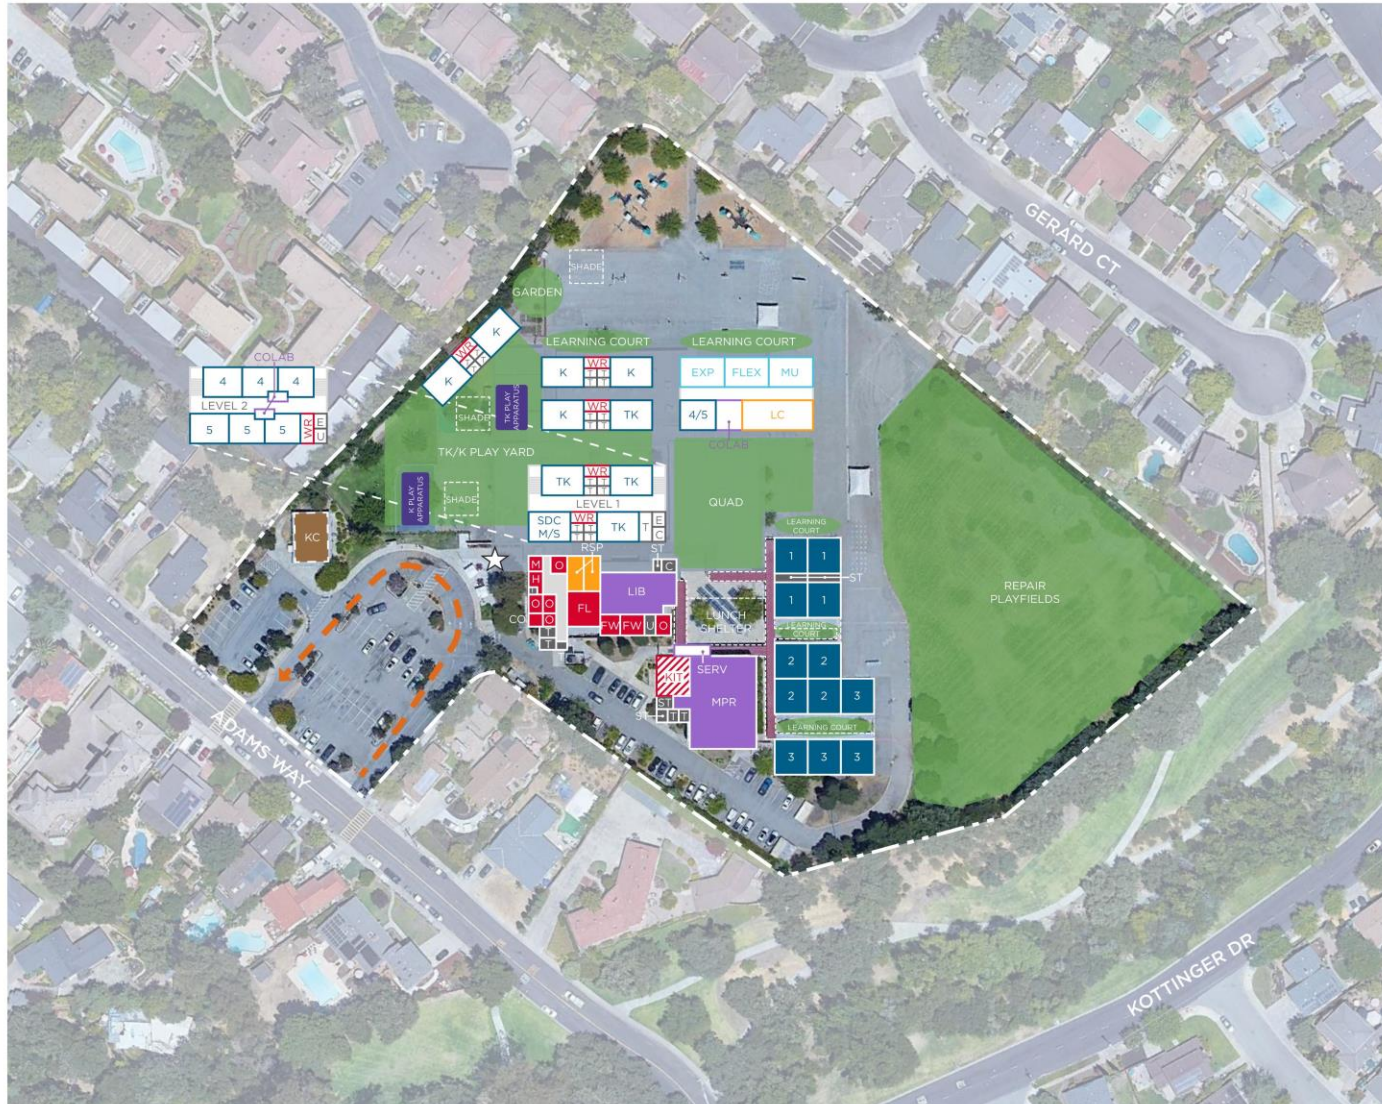 GERARD CT
SHADE
GARDEN
K
WR
T T
T T
K
LEARNING COURT
LEARNING COURT
COLAB
4 4 4
LEVEL 2
5 5 5 WR E
U
K WR K
T T
T T
EXP FLEX MU
TK PLAY
APPARATUS
SHADE
K WR TK
T T
T T
4/5 LC
COLAB
TK/K PLAY YARD
K PLAY
APPARATUS
SHADE
TK WR TK
T T
T T
LEVEL 1
SDC
M/S
WR
T T
T T
TK T E
C
QUAD
LEARNING
COURT
KC
RSP
ST
M O C
H
1 1
ST
1 1
LIB
REPAIR
PLAYFIELDS
O O
CO O
FL
T
T
FW FW U O
LUNCH
SHELTER
LEARNING
COURT
2 2
SERV
KIT
MPR
2 2 3
ST
ST T T
LEARNING COURT
3 3 3
ADAMS WAY
KOTTINGER DR